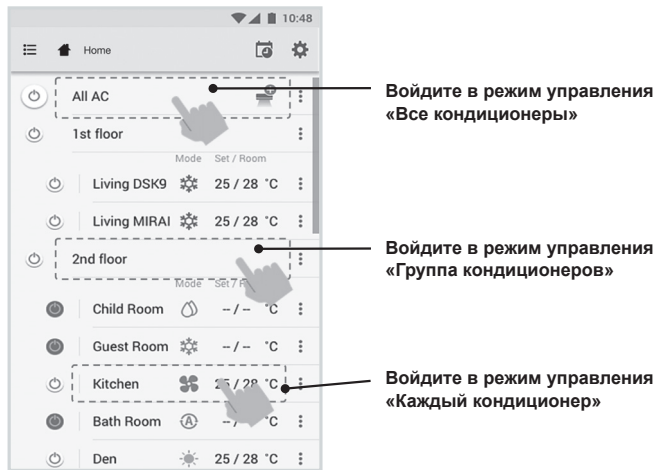 10:48
Home
All AC
1st floor
Mode Set / Room
Living DSK9 25 / 28 °C
Living MIRAI 25 / 28 °C
2nd floor
Mode Set /
Child Room -- / -- °C
Guest Room -- / -- °C
Kitchen 25 / 28 °C
Bath Room A -- / °C
Den 25 / 28 °C
Войдите в режим управления
«Все кондиционеры»
Войдите в режим управления
«Группа кондиционеров»
Войдите в режим управления
«Каждый кондиционер»